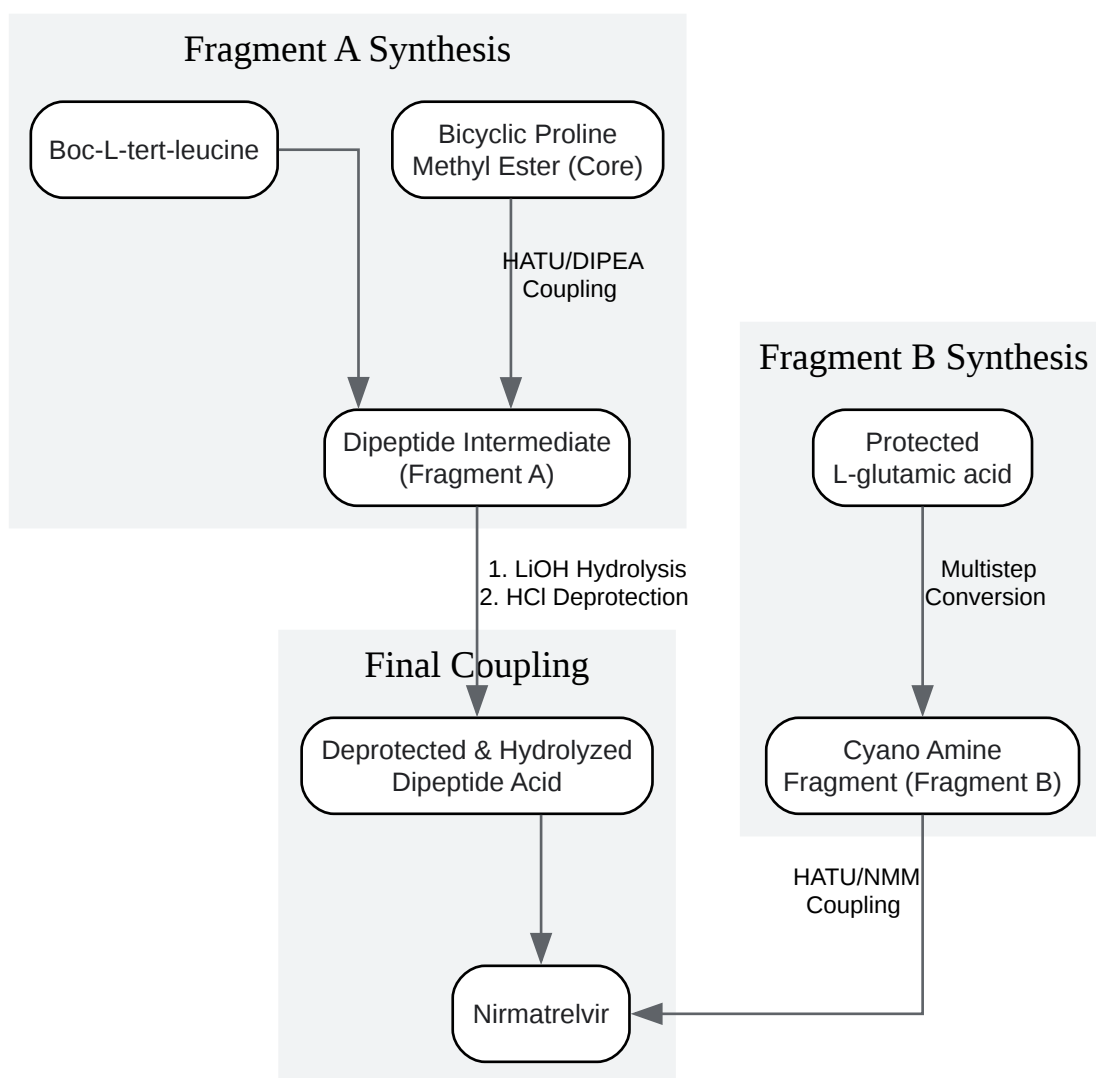 Fragment A Synthesis
Boc-L-tert-leucine
Bicyclic Proline
Methyl Ester (Core)
HATU/DIPEA
Coupling
Dipeptide Intermediate
(Fragment A)
1. LiOH Hydrolysis
2. HCl Deprotection
Fragment B Synthesis
Protected
L-glutamic acid
Multistep
Conversion
Cyano Amine
Fragment (Fragment B)
HATU/NMM
Coupling
Final Coupling
Deprotected & Hydrolyzed
Dipeptide Acid
Nirmatrelvir